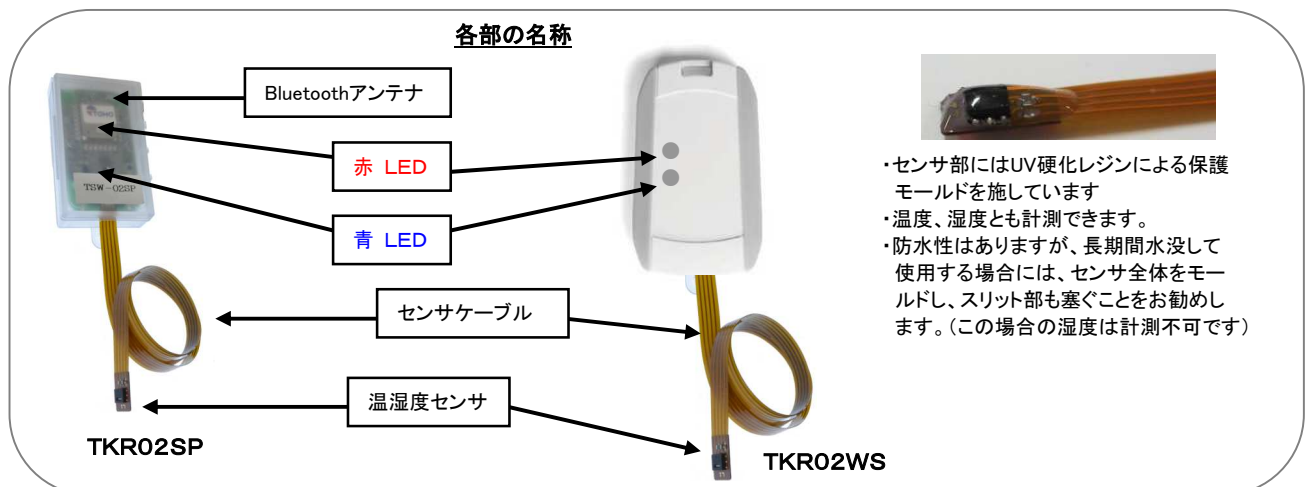 各部の名称
Bluetoothアンテナ
赤 LED
青 LED
センサケーブル
温湿度センサ
TSW-02SP
TKR02SP
TKR02WS
・センサ部にはUV硬化レジンによる保護
モールドを施しています
・温度、湿度とも計測できます。
・防水性はありますが、長期間水没して
使用する場合には、センサ全体をモー
ルドし、スリット部も塞ぐことをお勧めし
ます。（この場合の湿度は計測不可です）